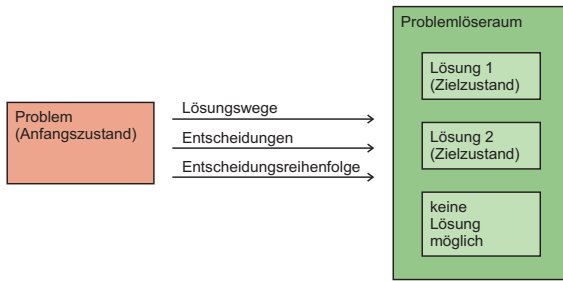 Problem
(Anfangszustand)
Lösungswege
Entscheidungen
Entscheidungsreihenfolge
Problemlöseraum
Lösung 1
(Zielzustand)
Lösung 2
(Zielzustand)
keine
Lösung
möglich